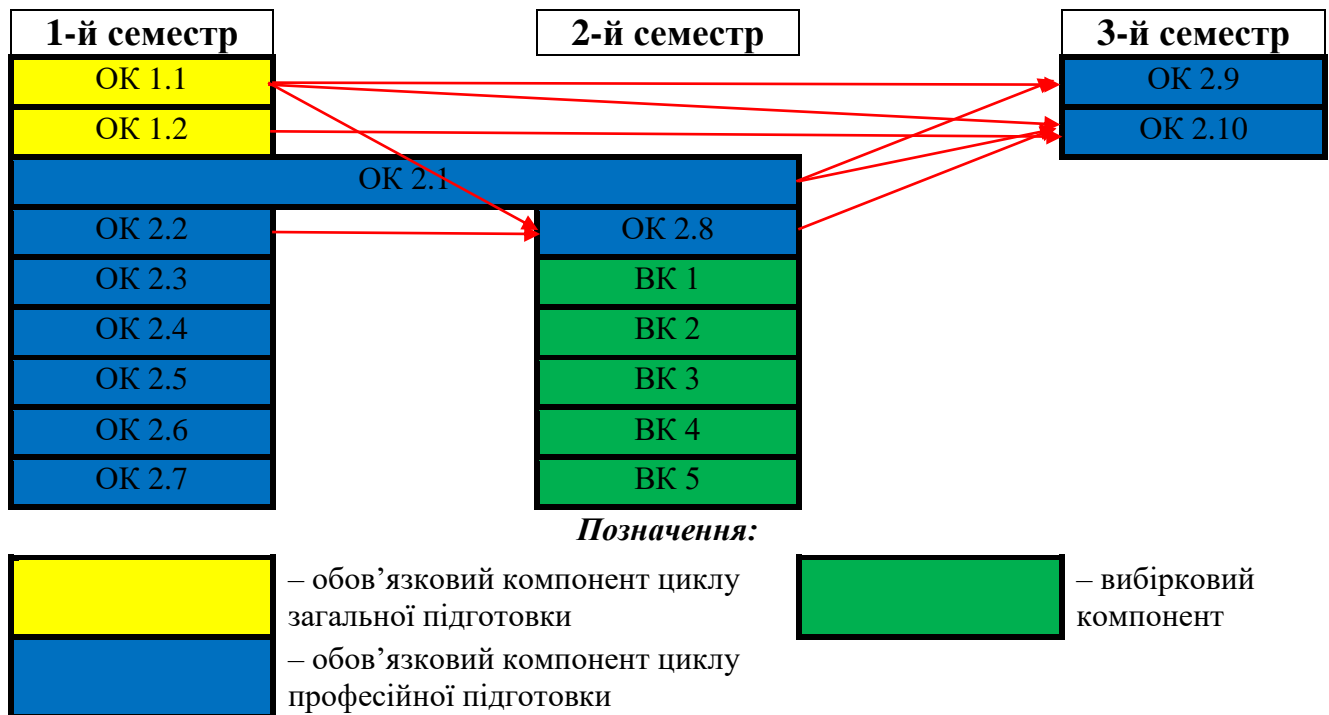 1-й семестр 2-й семестр 3-й семестр
ОК 1.1 ОК 2.9
ОК 1.2 ОК 2.10
ОК 2.1
ОК 2.2 ОК 2.8
ОК 2.3 ВК 1
ОК 2.4 ВК 2
ОК 2.5 ВК 3
ОК 2.6 ВК 4
ОК 2.7 ВК 5
Позначення:
– обов’язковий компонент циклу
загальної підготовки
– вибірковий
компонент
– обов’язковий компонент циклу
професійної підготовки